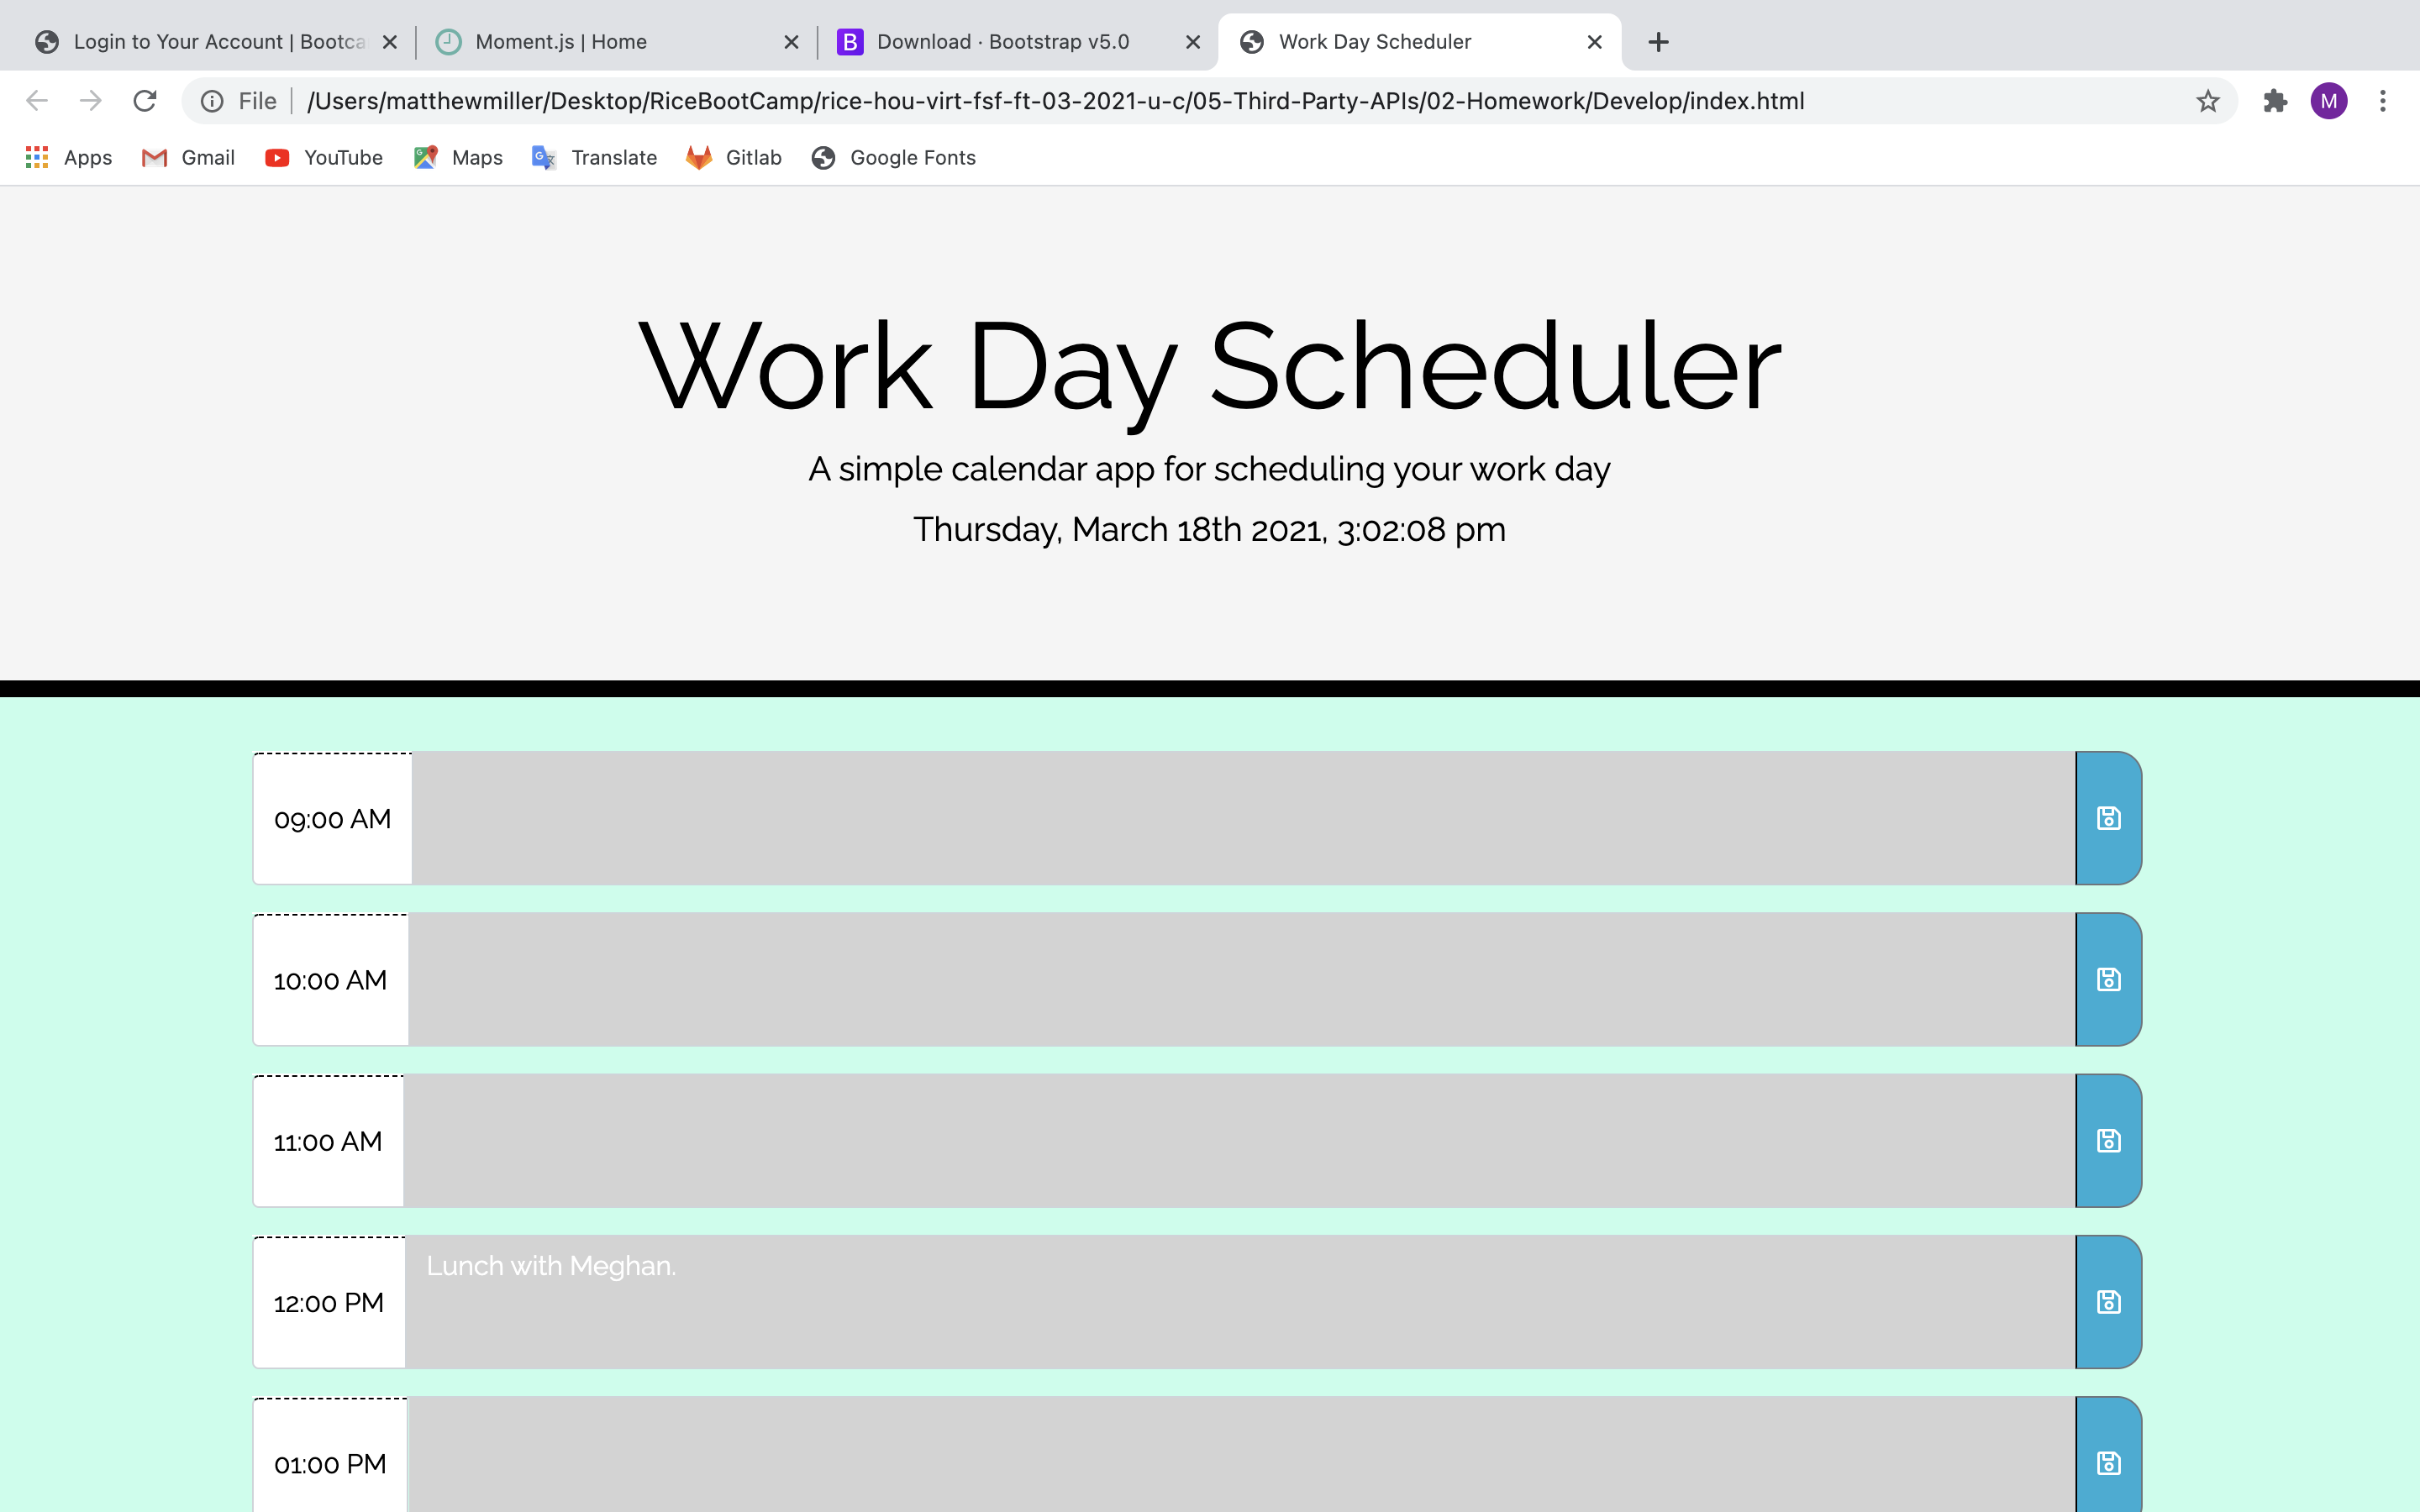 Login to Your Account | Bootca
Moment.js | Home
Download · Bootstrap v5.0
Work Day Scheduler
File
/Users/matthewmiller/Desktop/RiceBootCamp/rice-hou-virt-fsf-ft-03-2021-u-c/05-Third-Party-APIs/02-Homework/Develop/index.html
M
Apps
Gmail
YouTube
Maps
Translate
Gitlab
Google Fonts
Work Day Scheduler
A simple calendar app for scheduling your work day
Thursday, March 18th 2021, 3:02:08 pm
09:00 AM
10:00 AM
11:00 AM
12:00 PM
Lunch with Meghan.
01:00 PM